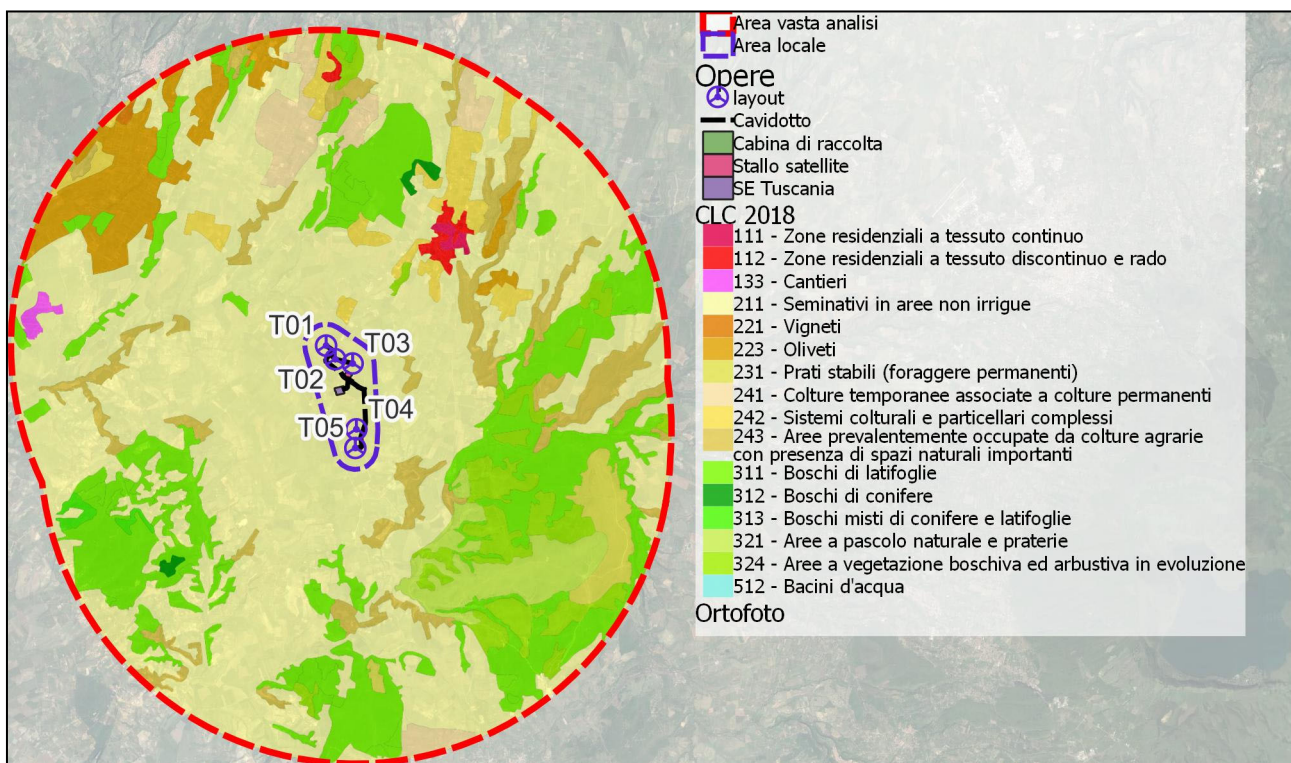 Area vasta analisi
Area locale
Opere
layout
Cavidotto
Cabina di raccolta
Stallo satellite
SE Tuscania
CLC 2018
111 - Zone residenziali a tessuto continuo
112 - Zone residenziali a tessuto discontinuo e rado
133 - Cantieri
211 - Seminativi in aree non irrigue
221 - Vigneti
223 - Oliveti
231 - Prati stabili (foraggere permanenti)
241 - Colture temporanee associate a colture permanenti
242 - Sistemi colturali e particellari complessi
243 - Aree prevalentemente occupate da colture agrarie
con presenza di spazi naturali importanti
311 - Boschi di latifoglie
312 - Boschi di conifere
313 - Boschi misti di conifere e latifoglie
321 - Aree a pascolo naturale e praterie
324 - Aree a vegetazione boschiva ed arbustiva in evoluzione
512 - Bacini d'acqua
Ortofoto
T01
T03
T02
T04
T05